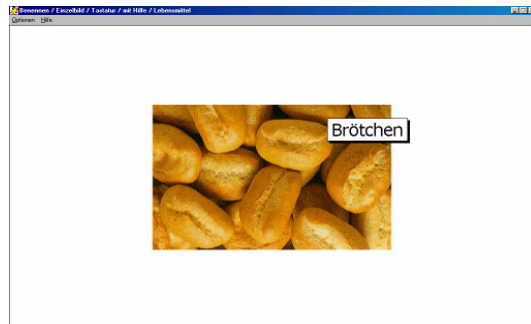 Benennen / Einzelbild / Tastatur / mit Hilfe / Lebensmittel
Optionen Hilfe
Brötchen